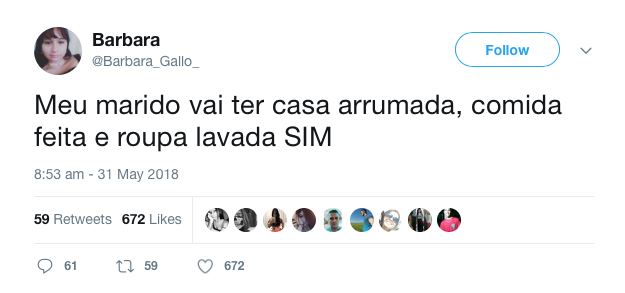 Barbara
@Barbara_Gallo_
Follow
Meu marido vai ter casa arrumada, comida
feita e roupa lavada SIM
8:53 am - 31 May 2018
59 Retweets 672 Likes
61 59 672